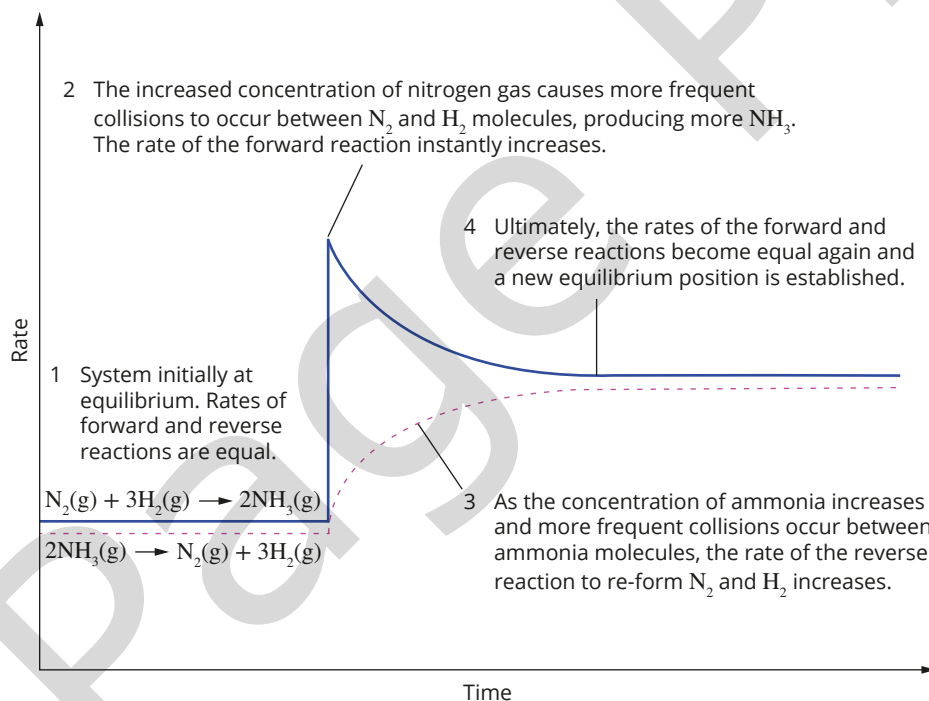 2 The increased concentration of nitrogen gas causes more frequent
collisions to occur between N₂ and H₂ molecules, producing more NH₃.
The rate of the forward reaction instantly increases.
4 Ultimately, the rates of the forward and
reverse reactions become equal again and
a new equilibrium position is established.
Rate
1 System initially at
equilibrium. Rates of
forward and reverse
reactions are equal.
N₂(g) + 3H₂(g) ⟶ 2NH₃(g)
2NH₃(g) ⟶ N₂(g) + 3H₂(g)
3 As the concentration of ammonia increases
and more frequent collisions occur between
ammonia molecules, the rate of the reverse
reaction to re-form N₂ and H₂ increases.
Time
Page P